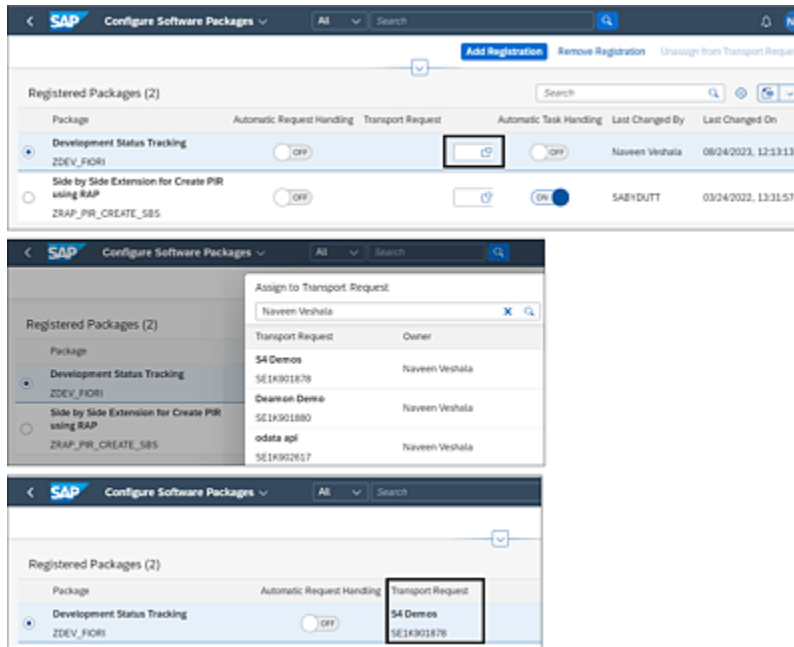 SAP Configure Software Packages All Search
Add Registration Remove Registration Unassign from Transport
Registered Packages (2) Search
Package Automatic Request Handling Transport Request Automatic Task Handling Last Changed By Last Changed On
Development Status Tracking
ZDEV_FIORI OFF OFF Naveen Veshala 08/24/2023, 12:13:13
Side by Side Extension for Create PIR
using RAP
ZRAP_PIR_CREATE_SBS OFF ON SABYDUTT 03/24/2022, 13:31:57
SAP Configure Software Packages All Search
Registered Packages (2)
Package
Development Status Tracking
ZDEV_FIORI
Side by Side Extension for Create PIR
using RAP
ZRAP_PIR_CREATE_SBS
Assign to Transport Request
Naveen Veshala
Transport Request Owner
S4 Demos
SE1K901878 Naveen Veshala
Deamon Demo
SE1K901880 Naveen Veshala
odata api
SE1K902617 Naveen Veshala
SAP Configure Software Packages All Search
Registered Packages (2)
Package Automatic Request Handling Transport Request
Development Status Tracking OFF S4 Demos
ZDEV_FIORI SE1K901878